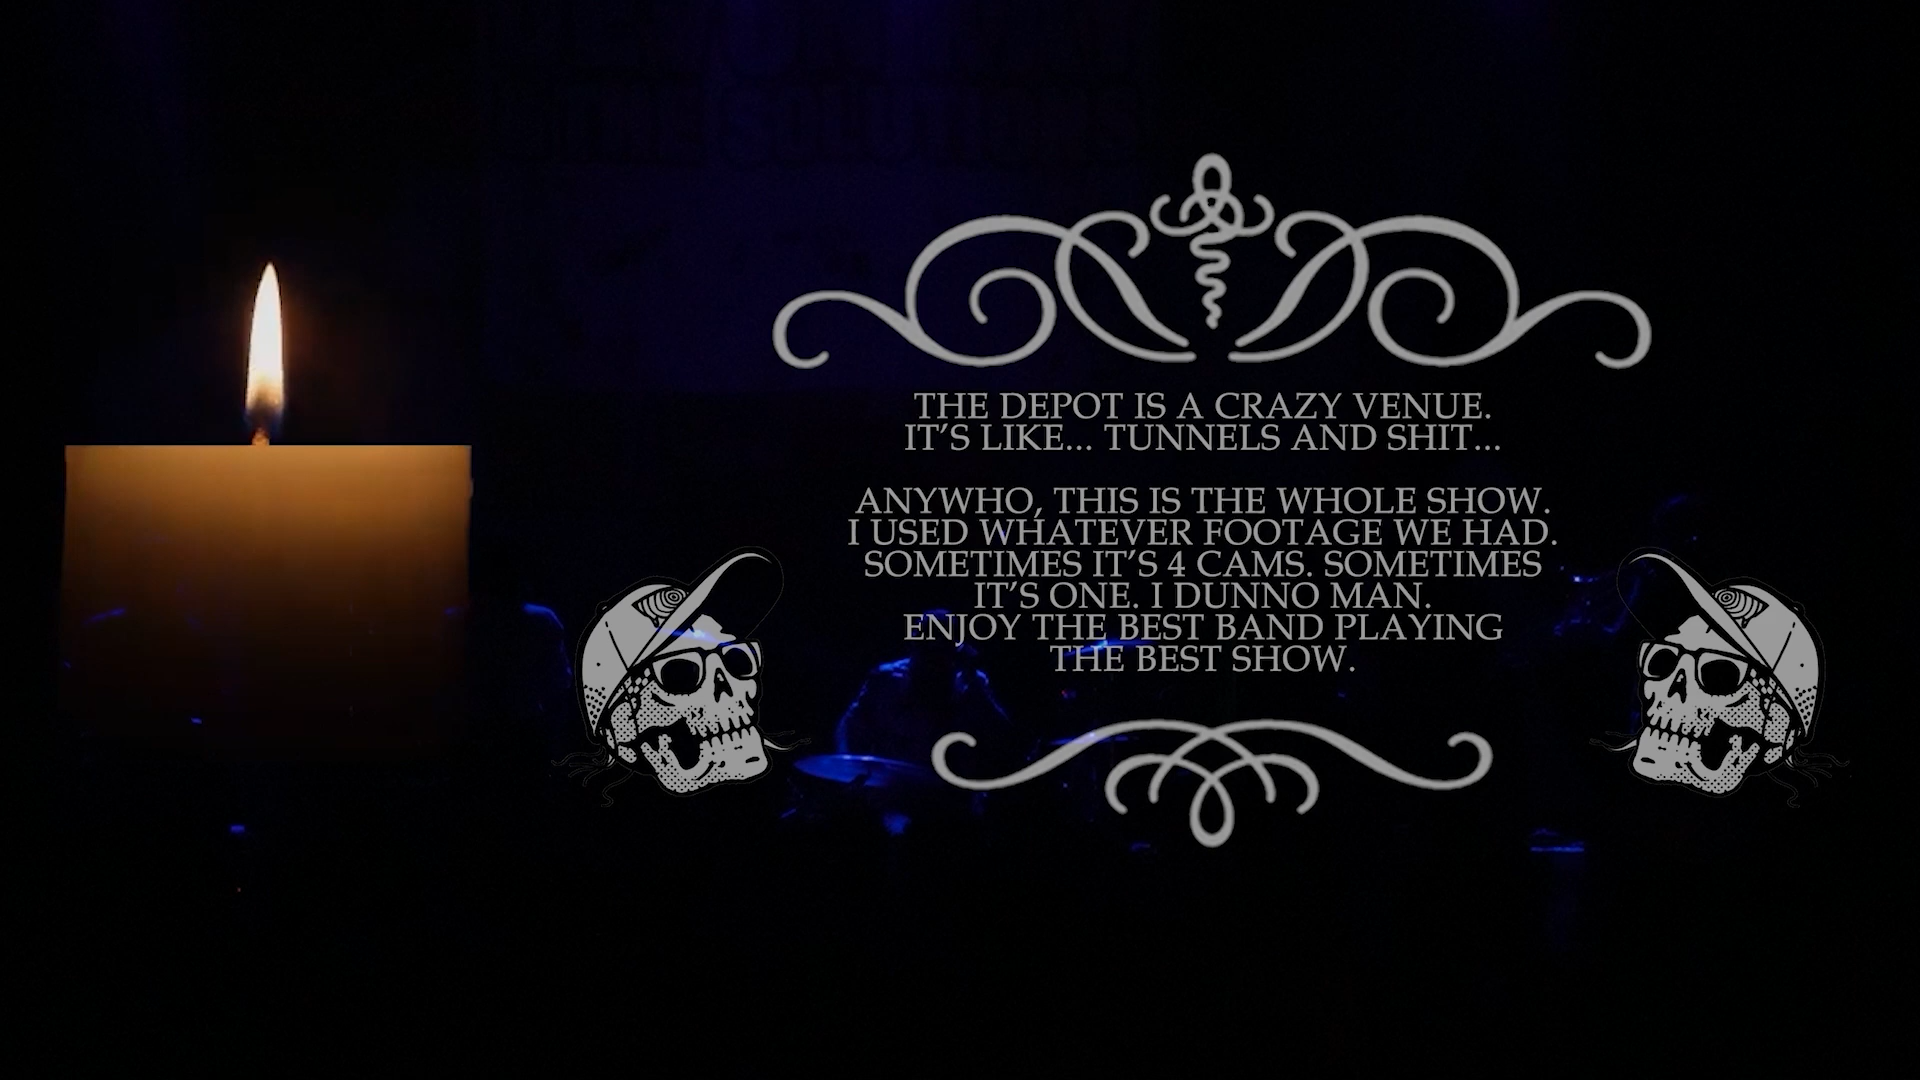 THE DEPOT IS A CRAZY VENUE.
IT'S LIKE... TUNNELS AND SHIT...
ANYWHO, THIS IS THE WHOLE SHOW.
I USED WHATEVER FOOTAGE WE HAD.
SOMETIMES IT'S 4 CAMS. SOMETIMES
IT'S ONE. I DUNNO MAN.
ENJOY THE BEST BAND PLAYING
THE BEST SHOW.